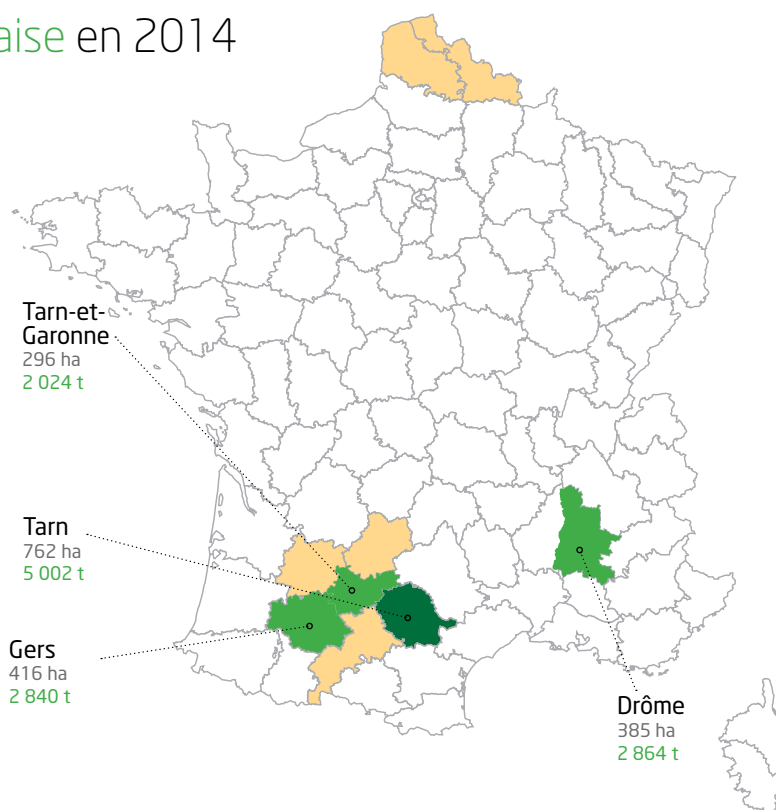 aise en 2014
Tarn-et-
Garonne
296 ha
2 024 t
Tarn
762 ha
5 002 t
Gers
416 ha
2 840 t
Drôme
385 ha
2 864 t